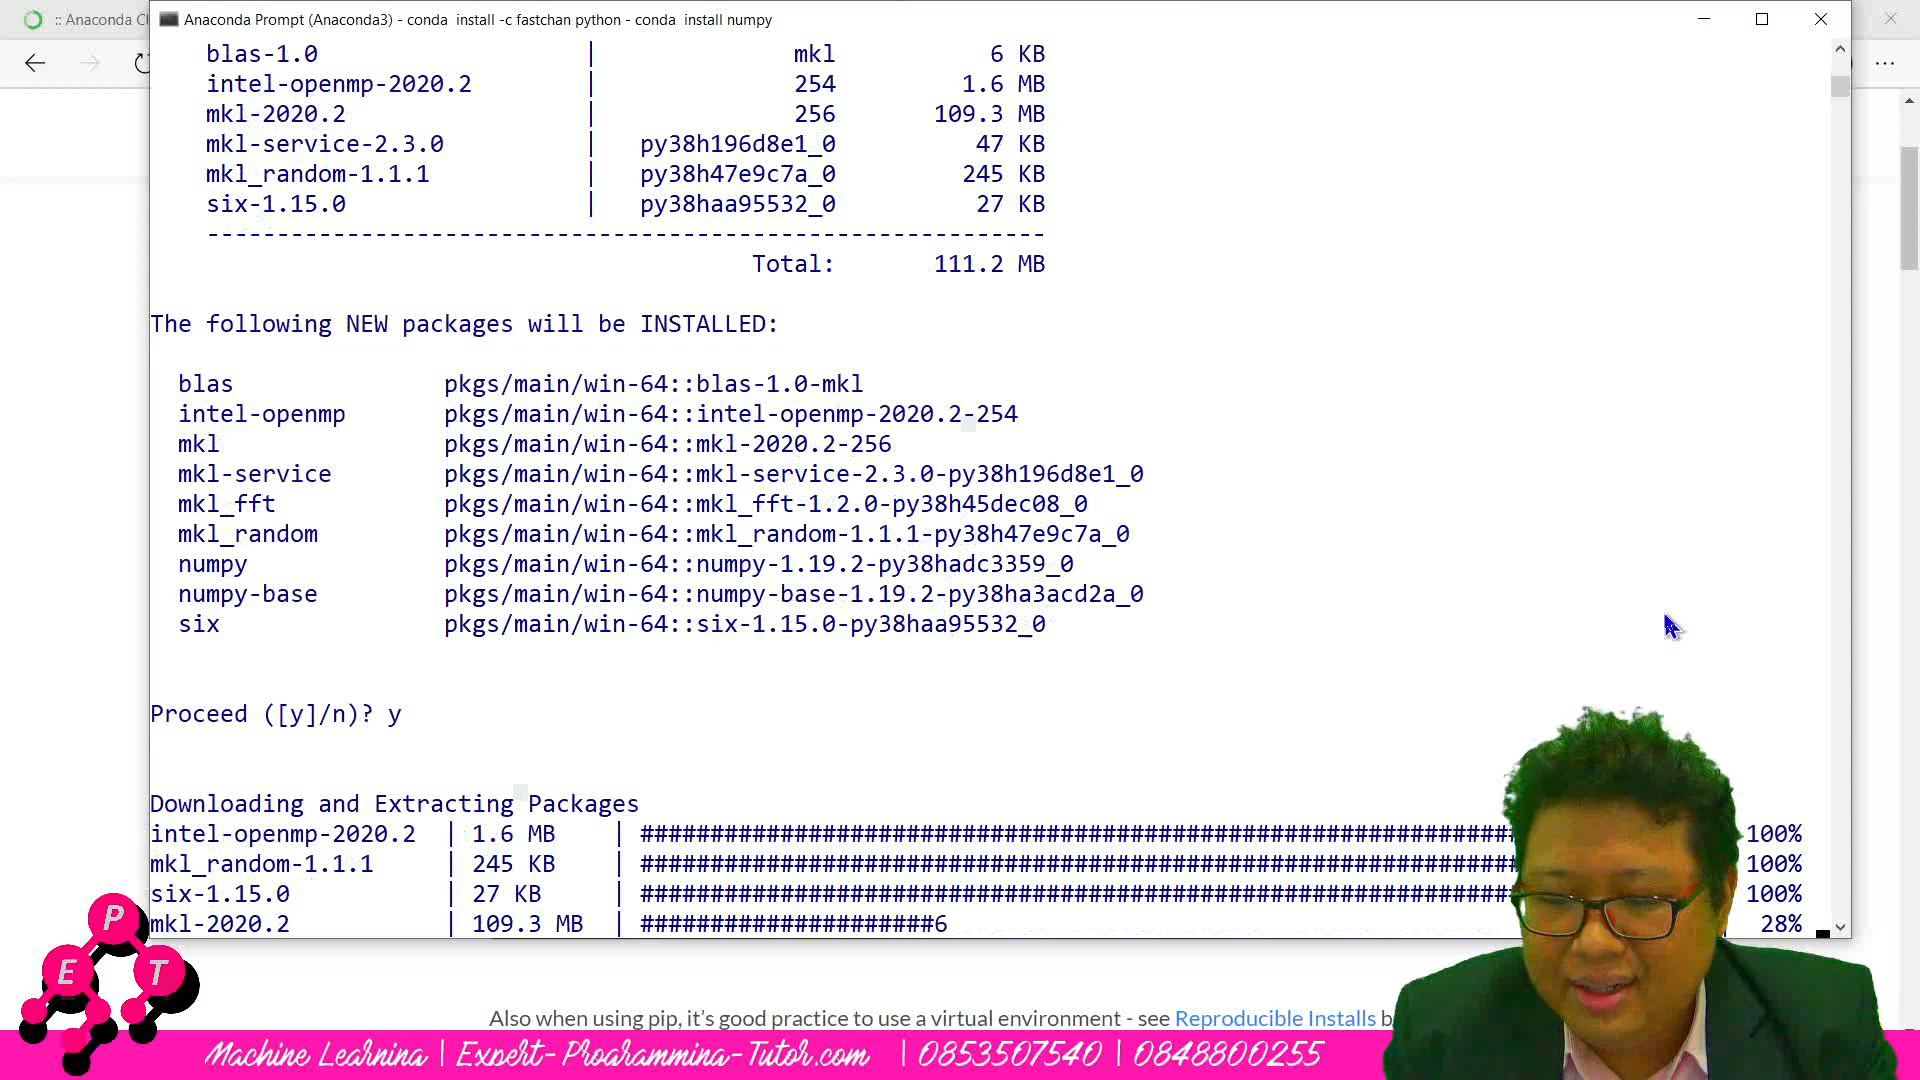 :: Anaconda Cl
Anaconda Prompt (Anaconda3) - conda  install -c fastchan python - conda  install numpy
blas-1.0 | mkl 6 KB
intel-openmp-2020.2 | 254 1.6 MB
mkl-2020.2 | 256 109.3 MB
mkl-service-2.3.0 | py38h196d8e1_0 47 KB
mkl_random-1.1.1 | py38h47e9c7a_0 245 KB
six-1.15.0 | py38haa95532_0 27 KB
------------------------------------------------------------
Total: 111.2 MB
The following NEW packages will be INSTALLED:
blas pkgs/main/win-64::blas-1.0-mkl
intel-openmp pkgs/main/win-64::intel-openmp-2020.2-254
mkl pkgs/main/win-64::mkl-2020.2-256
mkl-service pkgs/main/win-64::mkl-service-2.3.0-py38h196d8e1_0
mkl_fft pkgs/main/win-64::mkl_fft-1.2.0-py38h45dec08_0
mkl_random pkgs/main/win-64::mkl_random-1.1.1-py38h47e9c7a_0
numpy pkgs/main/win-64::numpy-1.19.2-py38hadc3359_0
numpy-base pkgs/main/win-64::numpy-base-1.19.2-py38ha3acd2a_0
six pkgs/main/win-64::six-1.15.0-py38haa95532_0
Proceed ([y]/n)? y
Downloading and Extracting Packages
intel-openmp-2020.2 | 1.6 MB | ############################################################### 100%
mkl_random-1.1.1 | 245 KB | ############################################################### 100%
six-1.15.0 | 27 KB | ############################################################### 100%
mkl-2020.2 | 109.3 MB | #####################6 28%
P
E T
Also when using pip, it's good practice to use a virtual environment - see Reproducible Installs b
Machine Learning | Expert-Programming-Tutor.com | 0853507540 | 0848800255